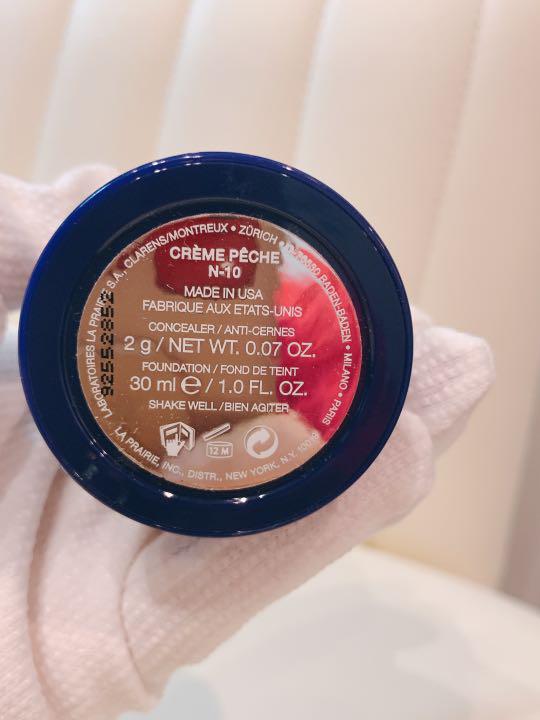 LABORATOIRES LA PRAIRIE S.A., CLARENS/MONTREUX • ZÜRICH • D-76530 BADEN-BADEN • MILANO • PARIS
CRÈME PÊCHE
N-10
MADE IN USA
FABRIQUE AUX ETATS-UNIS
CONCEALER / ANTI-CERNES
2 g / NET WT. 0.07 OZ.
FOUNDATION / FOND DE TEINT
30 ml e / 1.0 FL. OZ.
SHAKE WELL / BIEN AGITER
12 M
LA PRAIRIE, INC., DISTR., NEW YORK, N.Y. 10019